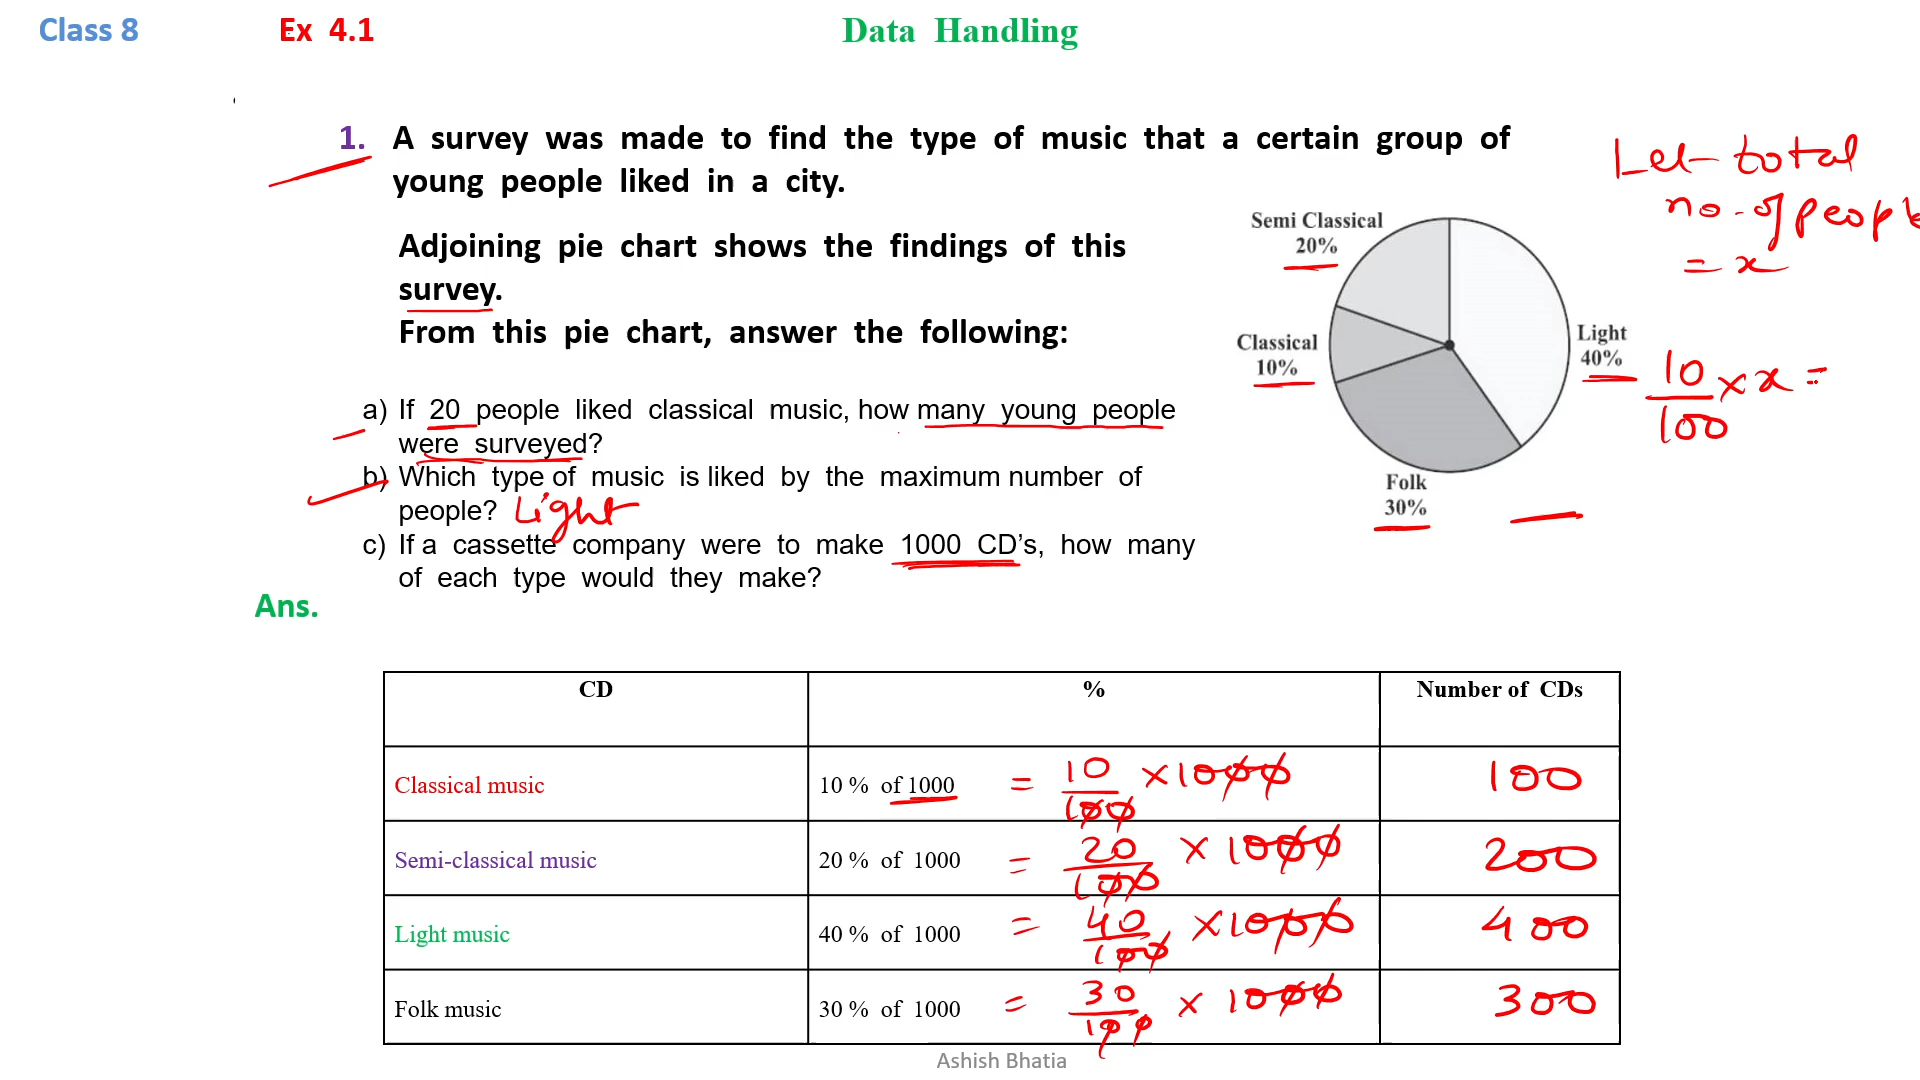 Class 8 Ex 4.1 Data Handling
1. A survey was made to find the type of music that a certain group of
young people liked in a city.
Adjoining pie chart shows the findings of this
survey.
From this pie chart, answer the following:
a) If 20 people liked classical music, how many young people
were surveyed?
b) Which type of music is liked by the maximum number of
people? Light
c) If a cassette company were to make 1000 CD's, how many
of each type would they make?
Semi Classical
20%
Classical
10%
Light
40%
Folk
30%
Let total
no. of people
= x
10/100 × x =
Ans.
CD % Number of CDs
Classical music 10 % of 1000 = 10/100 × 1000 100
Semi-classical music 20 % of 1000 = 20/100 × 1000 200
Light music 40 % of 1000 = 40/100 × 1000 400
Folk music 30 % of 1000 = 30/100 × 1000 300
Ashish Bhatia